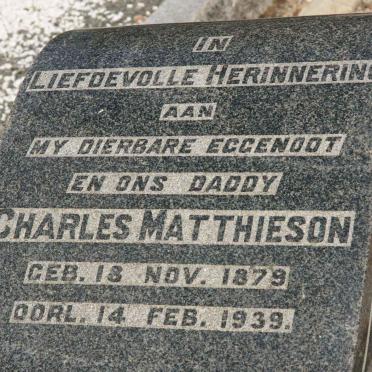 IN
LIEFDEVOLLE HERINNERING
AAN
MY DIERBARE EGGENOOT
EN ONS DADDY
CHARLES MATTHIESON
GEB. 18 NOV. 1879
OORL. 14 FEB. 1939.